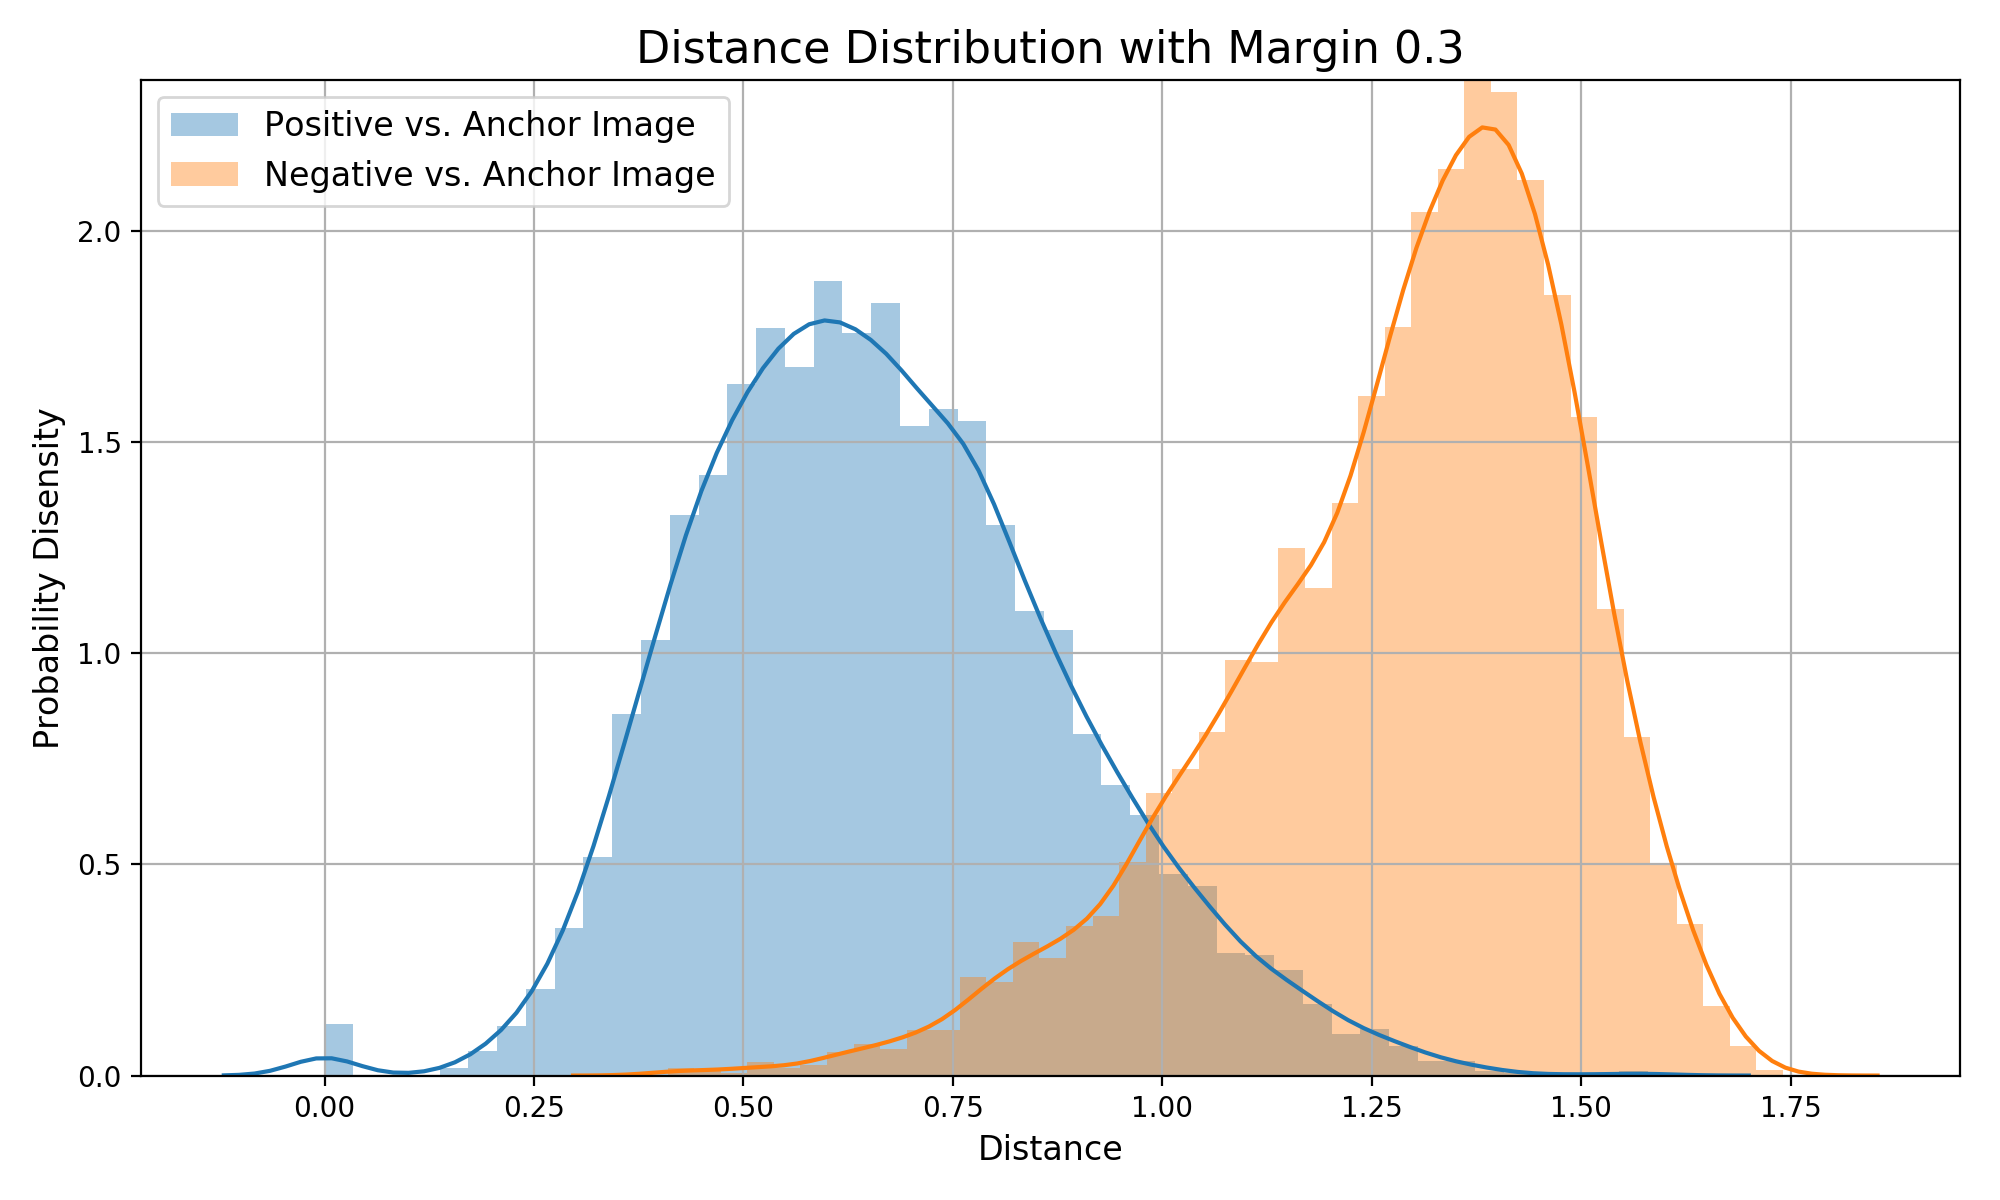 Distance Distribution with Margin 0.3
Positive vs. Anchor Image
Negative vs. Anchor Image
Probability Disensity
2.0
1.5
1.0
0.5
0.0
0.00 0.25 0.50 0.75 1.00 1.25 1.50 1.75
Distance